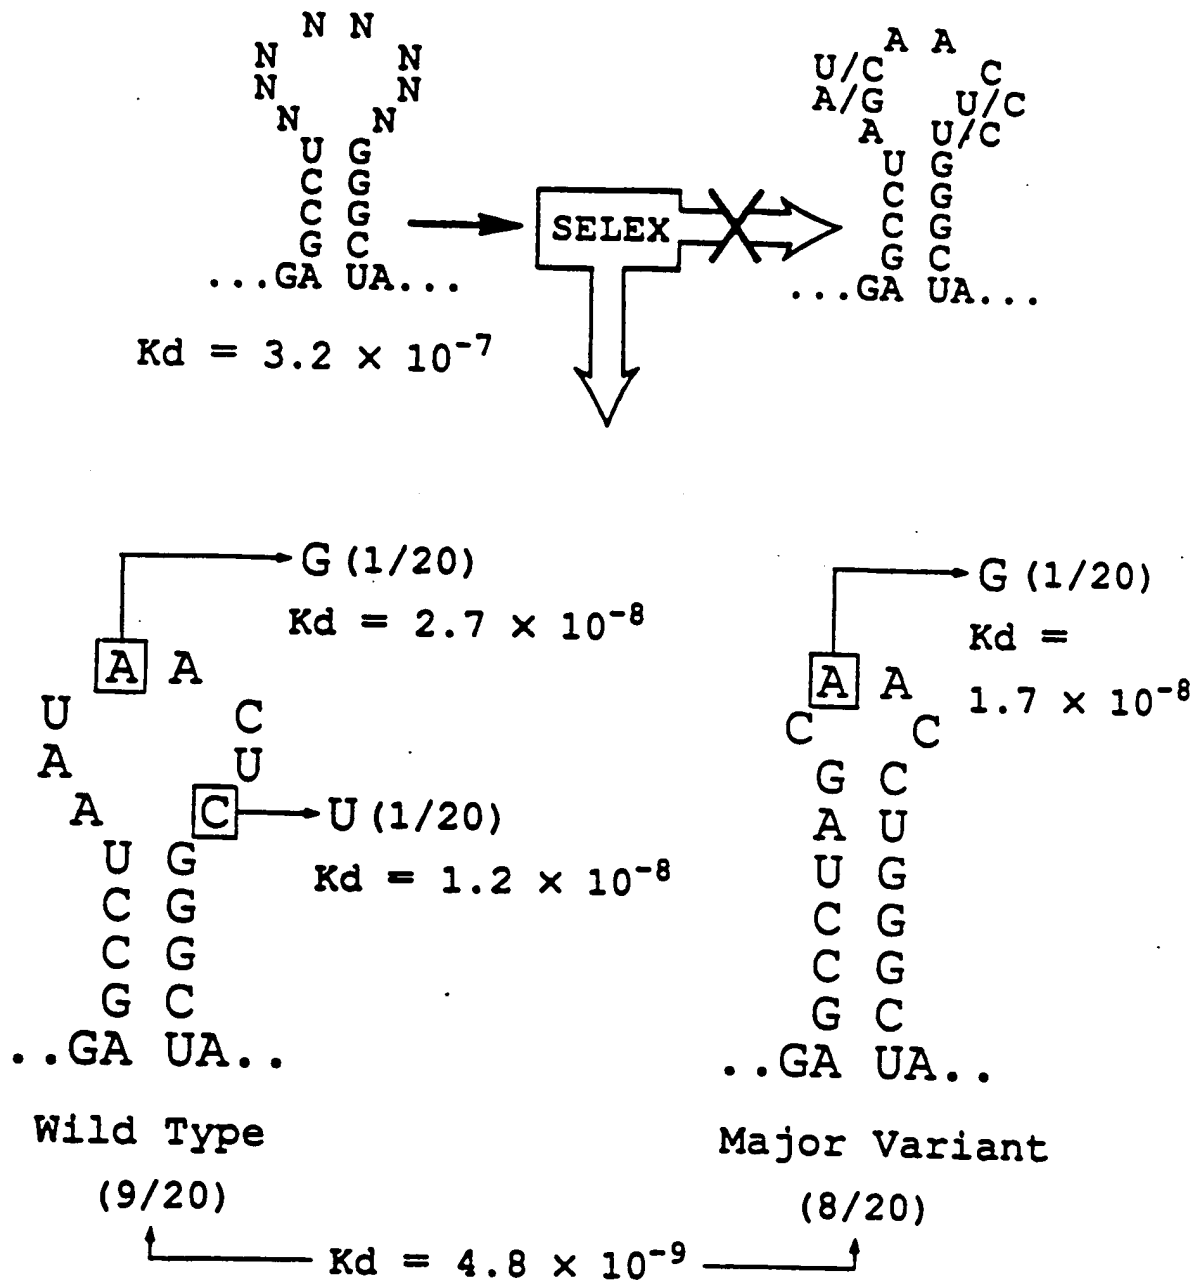 N N
N N
N N
N N
U G
C G
C G
G C
...GA UA...
Kd = 3.2 × 10⁻⁷
SELEX
A A
U/C C
A/G U/C C
A U/C
U G
C G
C G
G C
...GA UA...
G (1/20)
Kd = 2.7 × 10⁻⁸
A A
U C
A U
A C
U (1/20)
Kd = 1.2 × 10⁻⁸
U G
C G
C G
G C
..GA UA..
Wild Type
(9/20)
G (1/20)
Kd =
1.7 × 10⁻⁸
A A
C C
G C
A U
U G
C G
C G
G C
..GA UA..
Major Variant
(8/20)
Kd = 4.8 × 10⁻⁹